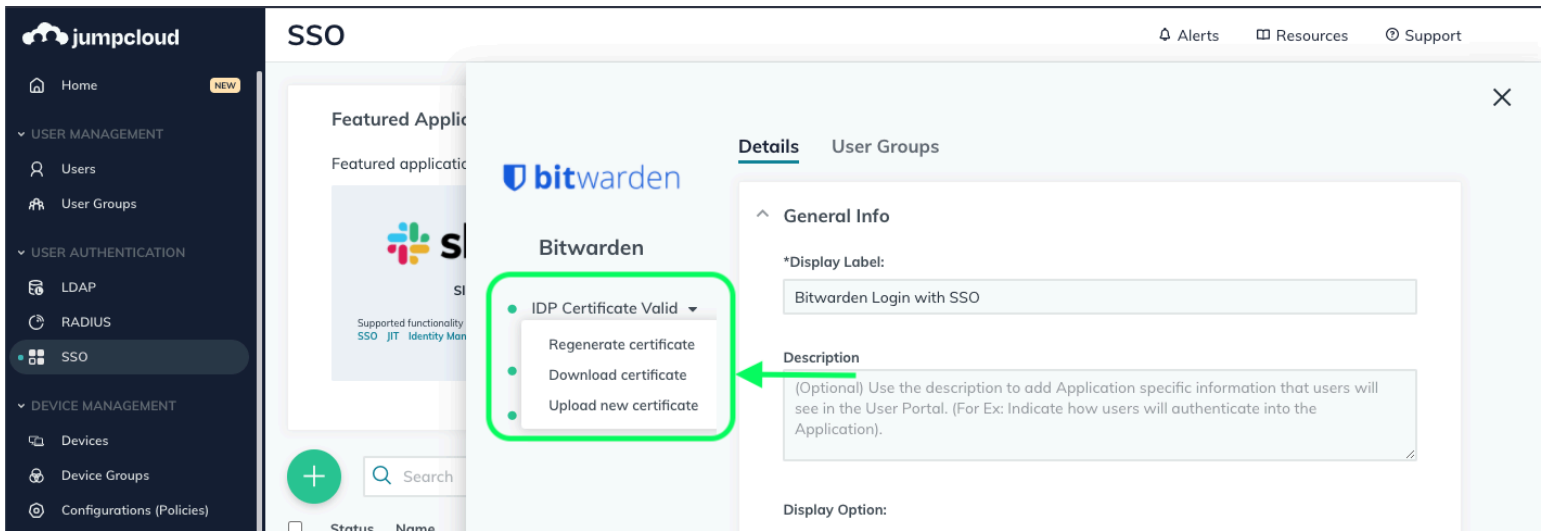 jumpcloud
Home
NEW
USER MANAGEMENT
Users
User Groups
USER AUTHENTICATION
LDAP
RADIUS
SSO
DEVICE MANAGEMENT
Devices
Device Groups
Configurations (Policies)
SSO
Alerts
Resources
Support
Featured Applic
Featured applicatio
sl
Sl
Supported functionality
SSO JIT Identity Man
Search
Status Name
bitwarden
Bitwarden
IDP Certificate Valid
Regenerate certificate
Download certificate
Upload new certificate
Details
User Groups
General Info
*Display Label:
Bitwarden Login with SSO
Description
(Optional) Use the description to add Application specific information that users will
see in the User Portal. (For Ex: Indicate how users will authenticate into the
Application).
Display Option: